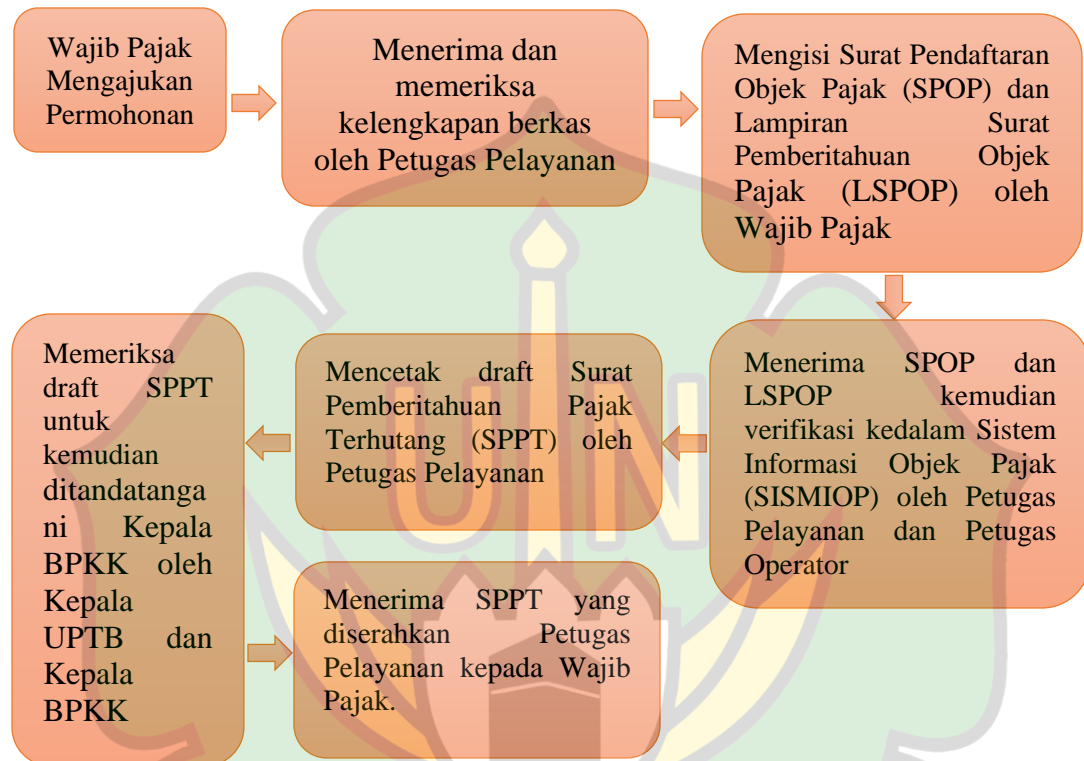 Wajib Pajak
Mengajukan
Permohonan
Menerima dan
memeriksa
kelengkapan berkas
oleh Petugas Pelayanan
Mengisi Surat Pendaftaran
Objek Pajak (SPOP) dan
Lampiran Surat
Pemberitahuan Objek
Pajak (LSPOP) oleh
Wajib Pajak
Menerima SPOP dan
LSPOP kemudian
verifikasi kedalam Sistem
Informasi Objek Pajak
(SISMIOP) oleh Petugas
Pelayanan dan Petugas
Operator
Mencetak draft Surat
Pemberitahuan Pajak
Terhutang (SPPT) oleh
Petugas Pelayanan
Memeriksa
draft SPPT
untuk
kemudian
ditandatanga
ni Kepala
BPKK oleh
Kepala
UPTB dan
Kepala
BPKK
Menerima SPPT yang
diserahkan Petugas
Pelayanan kepada Wajib
Pajak.
UIN